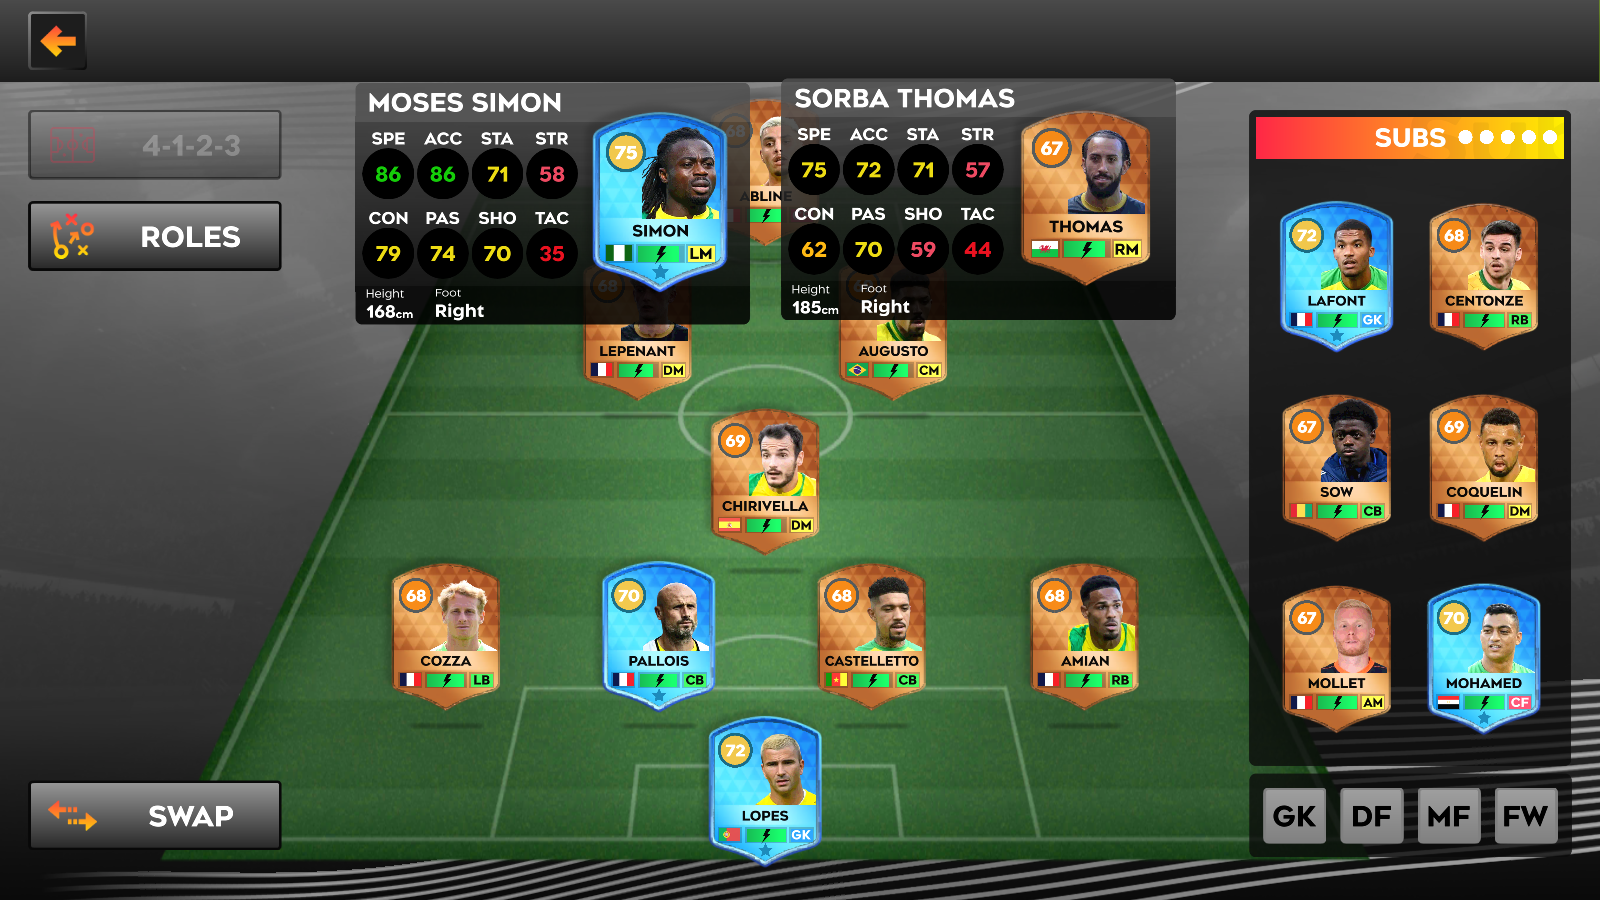 4-1-2-3
ROLES
SWAP
MOSES SIMON
SPE ACC STA STR
86 86 71 58
CON PAS SHO TAC
79 74 70 35
Height Foot
168cm Right
75
SIMON
LM
SORBA THOMAS
SPE ACC STA STR
75 72 71 57
CON PAS SHO TAC
62 70 59 44
Height Foot
185cm Right
67
THOMAS
RM
68
ABLINE
68
LEPENANT
DM
AUGUSTO
CM
69
CHIRIVELLA
DM
68
COZZA
LB
70
PALLOIS
CB
68
CASTELLETTO
CB
68
AMIAN
RB
72
LOPES
GK
SUBS
72
LAFONT
GK
68
CENTONZE
RB
67
SOW
CB
69
COQUELIN
DM
67
MOLLET
AM
70
MOHAMED
CF
GK DF MF FW